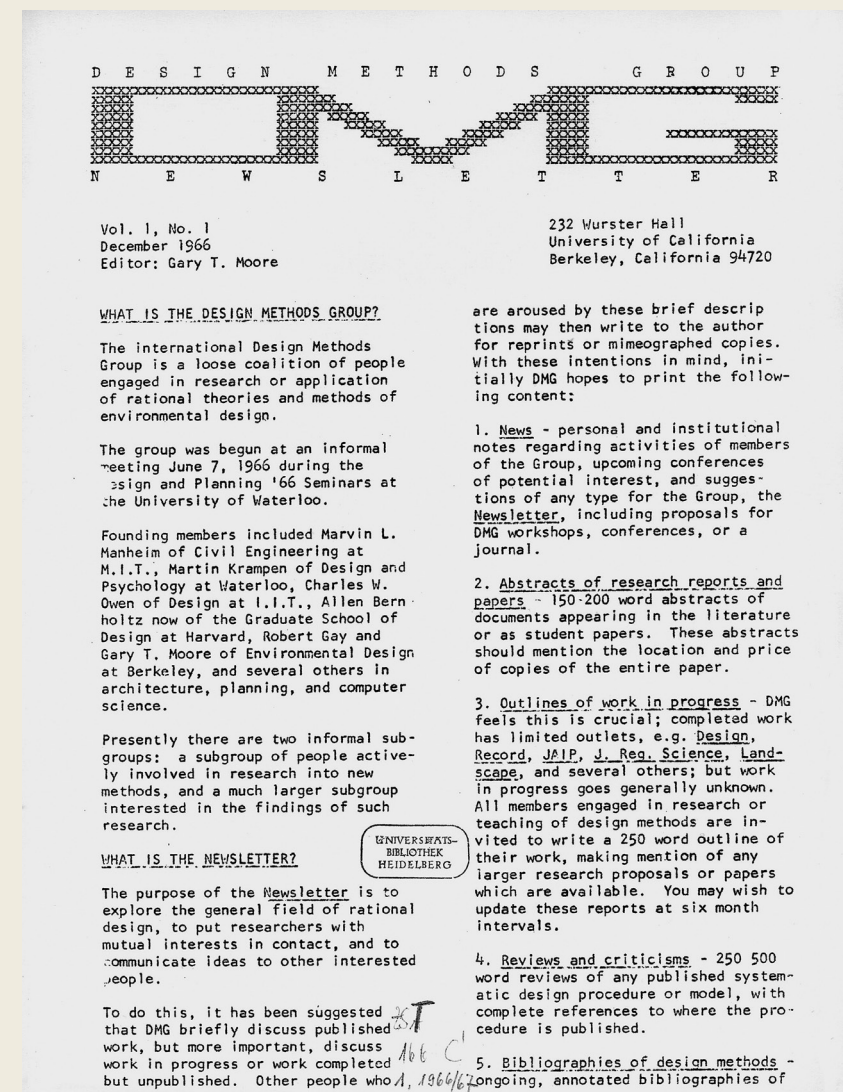 DESIGN METHODS GROUP
DMG
NEWSLETTER
Vol. 1, No. 1
December 1966
Editor: Gary T. Moore
232 Wurster Hall
University of California
Berkeley, California 94720
WHAT IS THE DESIGN METHODS GROUP?
The international Design Methods
Group is a loose coalition of people
engaged in research or application
of rational theories and methods of
environmental design.
The group was begun at an informal
meeting June 7, 1966 during the
esign and Planning '66 Seminars at
the University of Waterloo.
Founding members included Marvin L.
Manheim of Civil Engineering at
M.I.T., Martin Krampen of Design and
Psychology at Waterloo, Charles W.
Owen of Design at I.I.T., Allen Bern-
holtz now of the Graduate School of
Design at Harvard, Robert Gay and
Gary T. Moore of Environmental Design
at Berkeley, and several others in
architecture, planning, and computer
science.
Presently there are two informal sub-
groups: a subgroup of people active-
ly involved in research into new
methods, and a much larger subgroup
interested in the findings of such
research.
WHAT IS THE NEWSLETTER?
The purpose of the Newsletter is to
explore the general field of rational
design, to put researchers with
mutual interests in contact, and to
communicate ideas to other interested
people.
To do this, it has been suggested
that DMG briefly discuss published
work, but more important, discuss
work in progress or work completed
but unpublished. Other people who
UNIVERSITÄTS-
BIBLIOTHEK
HEIDELBERG
166 C
1, 1966/67
are aroused by these brief descrip
tions may then write to the author
for reprints or mimeographed copies.
With these intentions in mind, ini-
tially DMG hopes to print the follow-
ing content:
1. News - personal and institutional
notes regarding activities of members
of the Group, upcoming conferences
of potential interest, and sugges-
tions of any type for the Group, the
Newsletter, including proposals for
DMG workshops, conferences, or a
journal.
2. Abstracts of research reports and
papers - 150-200 word abstracts of
documents appearing in the literature
or as student papers. These abstracts
should mention the location and price
of copies of the entire paper.
3. Outlines of work in progress - DMG
feels this is crucial; completed work
has limited outlets, e.g. Design,
Record, JAIP, J. Reg. Science, Land-
scape, and several others; but work
in progress goes generally unknown.
All members engaged in research or
teaching of design methods are in-
vited to write a 250 word outline of
their work, making mention of any
larger research proposals or papers
which are available. You may wish to
update these reports at six month
intervals.
4. Reviews and criticisms - 250 500
word reviews of any published system-
atic design procedure or model, with
complete references to where the pro-
cedure is published.
5. Bibliographies of design methods -
ongoing, annotated bibliographies of